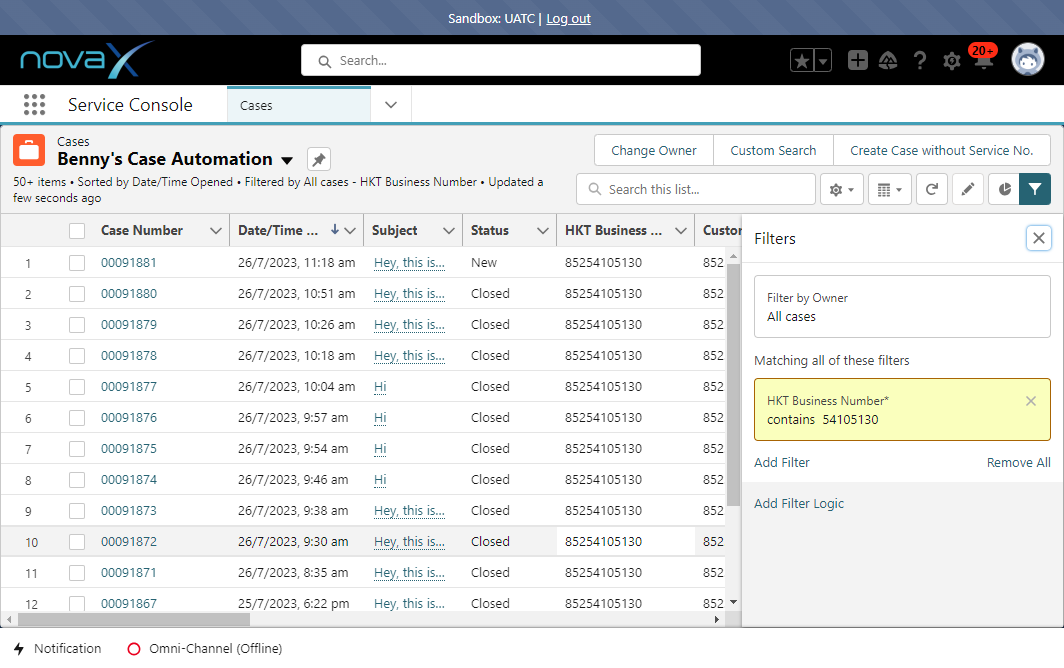 Sandbox: UATC | Log out
novaX
Search...
20+
Service Console
Cases
Cases
Benny's Case Automation
Change Owner
Custom Search
Create Case without Service No.
50+ items • Sorted by Date/Time Opened • Filtered by All cases - HKT Business Number • Updated a
few seconds ago
Search this list...
Case Number Date/Time ... Subject Status HKT Business ... Custor
1 00091881 26/7/2023, 11:18 am Hey, this is... New 85254105130 852
2 00091880 26/7/2023, 10:51 am Hey, this is... Closed 85254105130 852
3 00091879 26/7/2023, 10:26 am Hey, this is... Closed 85254105130 852
4 00091878 26/7/2023, 10:18 am Hey, this is... Closed 85254105130 852
5 00091877 26/7/2023, 10:04 am Hi Closed 85254105130 852
6 00091876 26/7/2023, 9:57 am Hi Closed 85254105130 852
7 00091875 26/7/2023, 9:54 am Hi Closed 85254105130 852
8 00091874 26/7/2023, 9:46 am Hi Closed 85254105130 852
9 00091873 26/7/2023, 9:38 am Hey, this is... Closed 85254105130 852
10 00091872 26/7/2023, 9:30 am Hey, this is... Closed 85254105130 852
11 00091871 26/7/2023, 8:35 am Hey, this is... Closed 85254105130 852
12 00091867 25/7/2023, 6:22 pm Hey, this is... Closed 85254105130 852
Filters
Filter by Owner
All cases
Matching all of these filters
HKT Business Number*
contains 54105130
Add Filter
Remove All
Add Filter Logic
Notification
Omni-Channel (Offline)